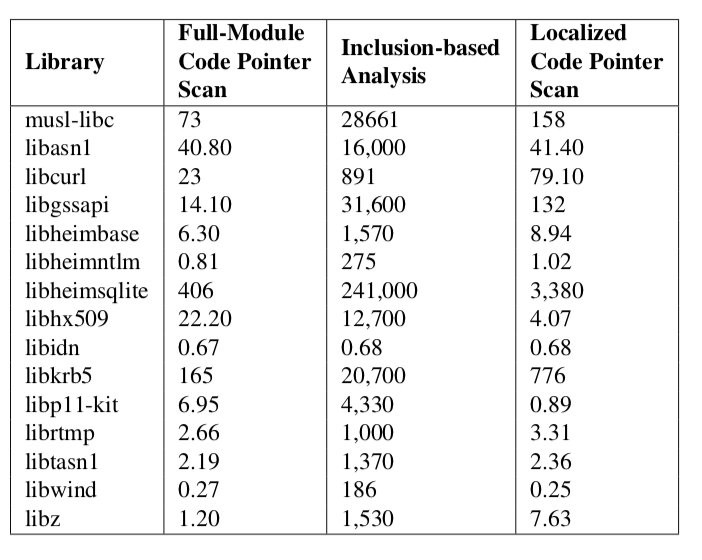 Library Full-Module Code Pointer Scan Inclusion-based Analysis Localized Code Pointer Scan
musl-libc 73 28661 158
libasn1 40.80 16,000 41.40
libcurl 23 891 79.10
libgssapi 14.10 31,600 132
libheimbase 6.30 1,570 8.94
libheimntlm 0.81 275 1.02
libheimsqlite 406 241,000 3,380
libhx509 22.20 12,700 4.07
libidn 0.67 0.68 0.68
libkrb5 165 20,700 776
libp11-kit 6.95 4,330 0.89
librtmp 2.66 1,000 3.31
libtasn1 2.19 1,370 2.36
libwind 0.27 186 0.25
libz 1.20 1,530 7.63